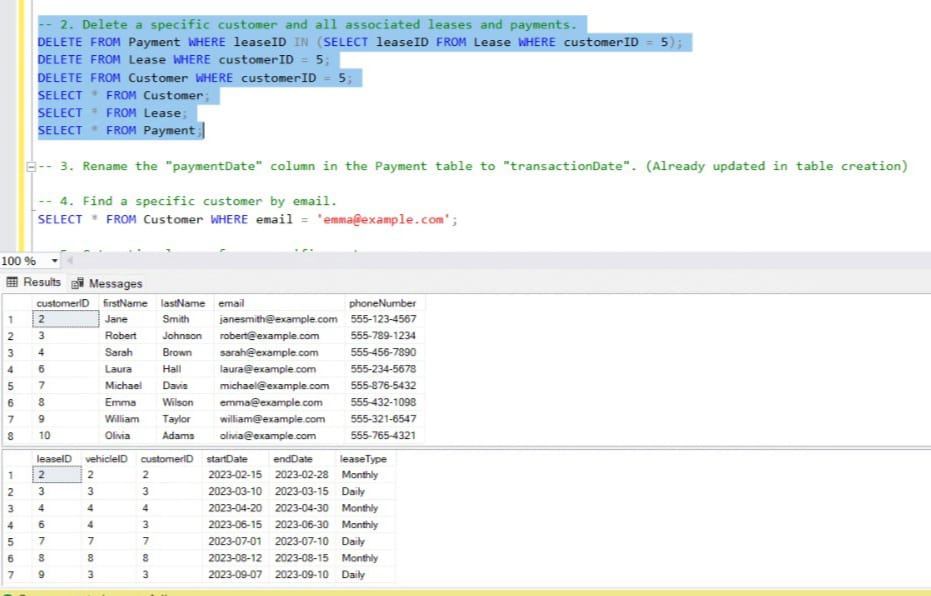 -- 2. Delete a specific customer and all associated leases and payments.
DELETE FROM Payment WHERE leaseID IN (SELECT leaseID FROM Lease WHERE customerID = 5);
DELETE FROM Lease WHERE customerID = 5;
DELETE FROM Customer WHERE customerID = 5;
SELECT * FROM Customer;
SELECT * FROM Lease;
SELECT * FROM Payment;
-- 3. Rename the "paymentDate" column in the Payment table to "transactionDate". (Already updated in table creation)
-- 4. Find a specific customer by email.
SELECT * FROM Customer WHERE email = 'emma@example.com';
100 %
Results Messages
customerID firstName lastName email phoneNumber
1 2 Jane Smith janesmith@example.com 555-123-4567
2 3 Robert Johnson robert@example.com 555-789-1234
3 4 Sarah Brown sarah@example.com 555-456-7890
4 6 Laura Hall laura@example.com 555-234-5678
5 7 Michael Davis michael@example.com 555-876-5432
6 8 Emma Wilson emma@example.com 555-432-1098
7 9 William Taylor william@example.com 555-321-6547
8 10 Olivia Adams olivia@example.com 555-765-4321
leaseID vehicleID customerID startDate endDate leaseType
1 2 2 2 2023-02-15 2023-02-28 Monthly
2 3 3 3 2023-03-10 2023-03-15 Daily
3 4 4 4 2023-04-20 2023-04-30 Monthly
4 6 4 3 2023-06-15 2023-06-30 Monthly
5 7 7 7 2023-07-01 2023-07-10 Daily
6 8 8 8 2023-08-12 2023-08-15 Monthly
7 9 3 3 2023-09-07 2023-09-10 Daily